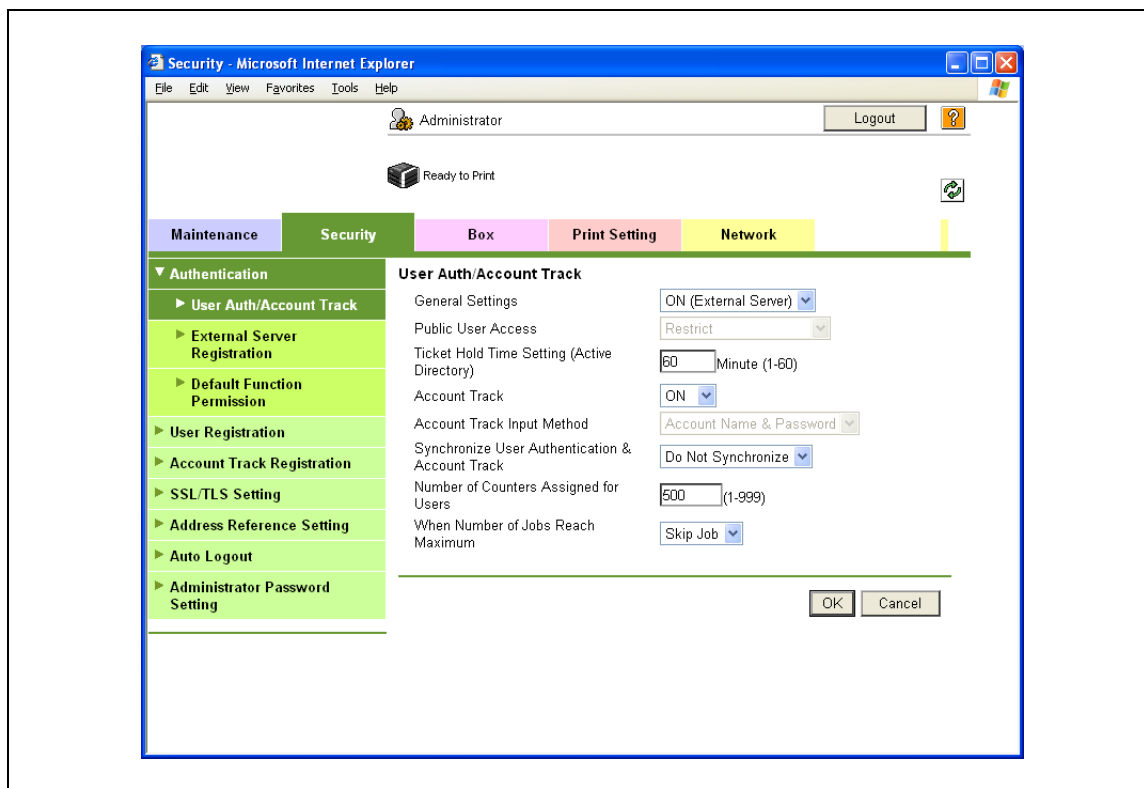 Security - Microsoft Internet Explorer
File Edit View Favorites Tools Help
Administrator
Logout
?
Ready to Print
Maintenance
Security
Box
Print Setting
Network
Authentication
User Auth/Account Track
External Server
Registration
Default Function
Permission
User Registration
Account Track Registration
SSL/TLS Setting
Address Reference Setting
Auto Logout
Administrator Password
Setting
User Auth/Account Track
General Settings
ON (External Server)
Public User Access
Restrict
Ticket Hold Time Setting (Active
Directory)
60 Minute (1-60)
Account Track
ON
Account Track Input Method
Account Name & Password
Synchronize User Authentication &
Account Track
Do Not Synchronize
Number of Counters Assigned for
Users
500 (1-999)
When Number of Jobs Reach
Maximum
Skip Job
OK
Cancel